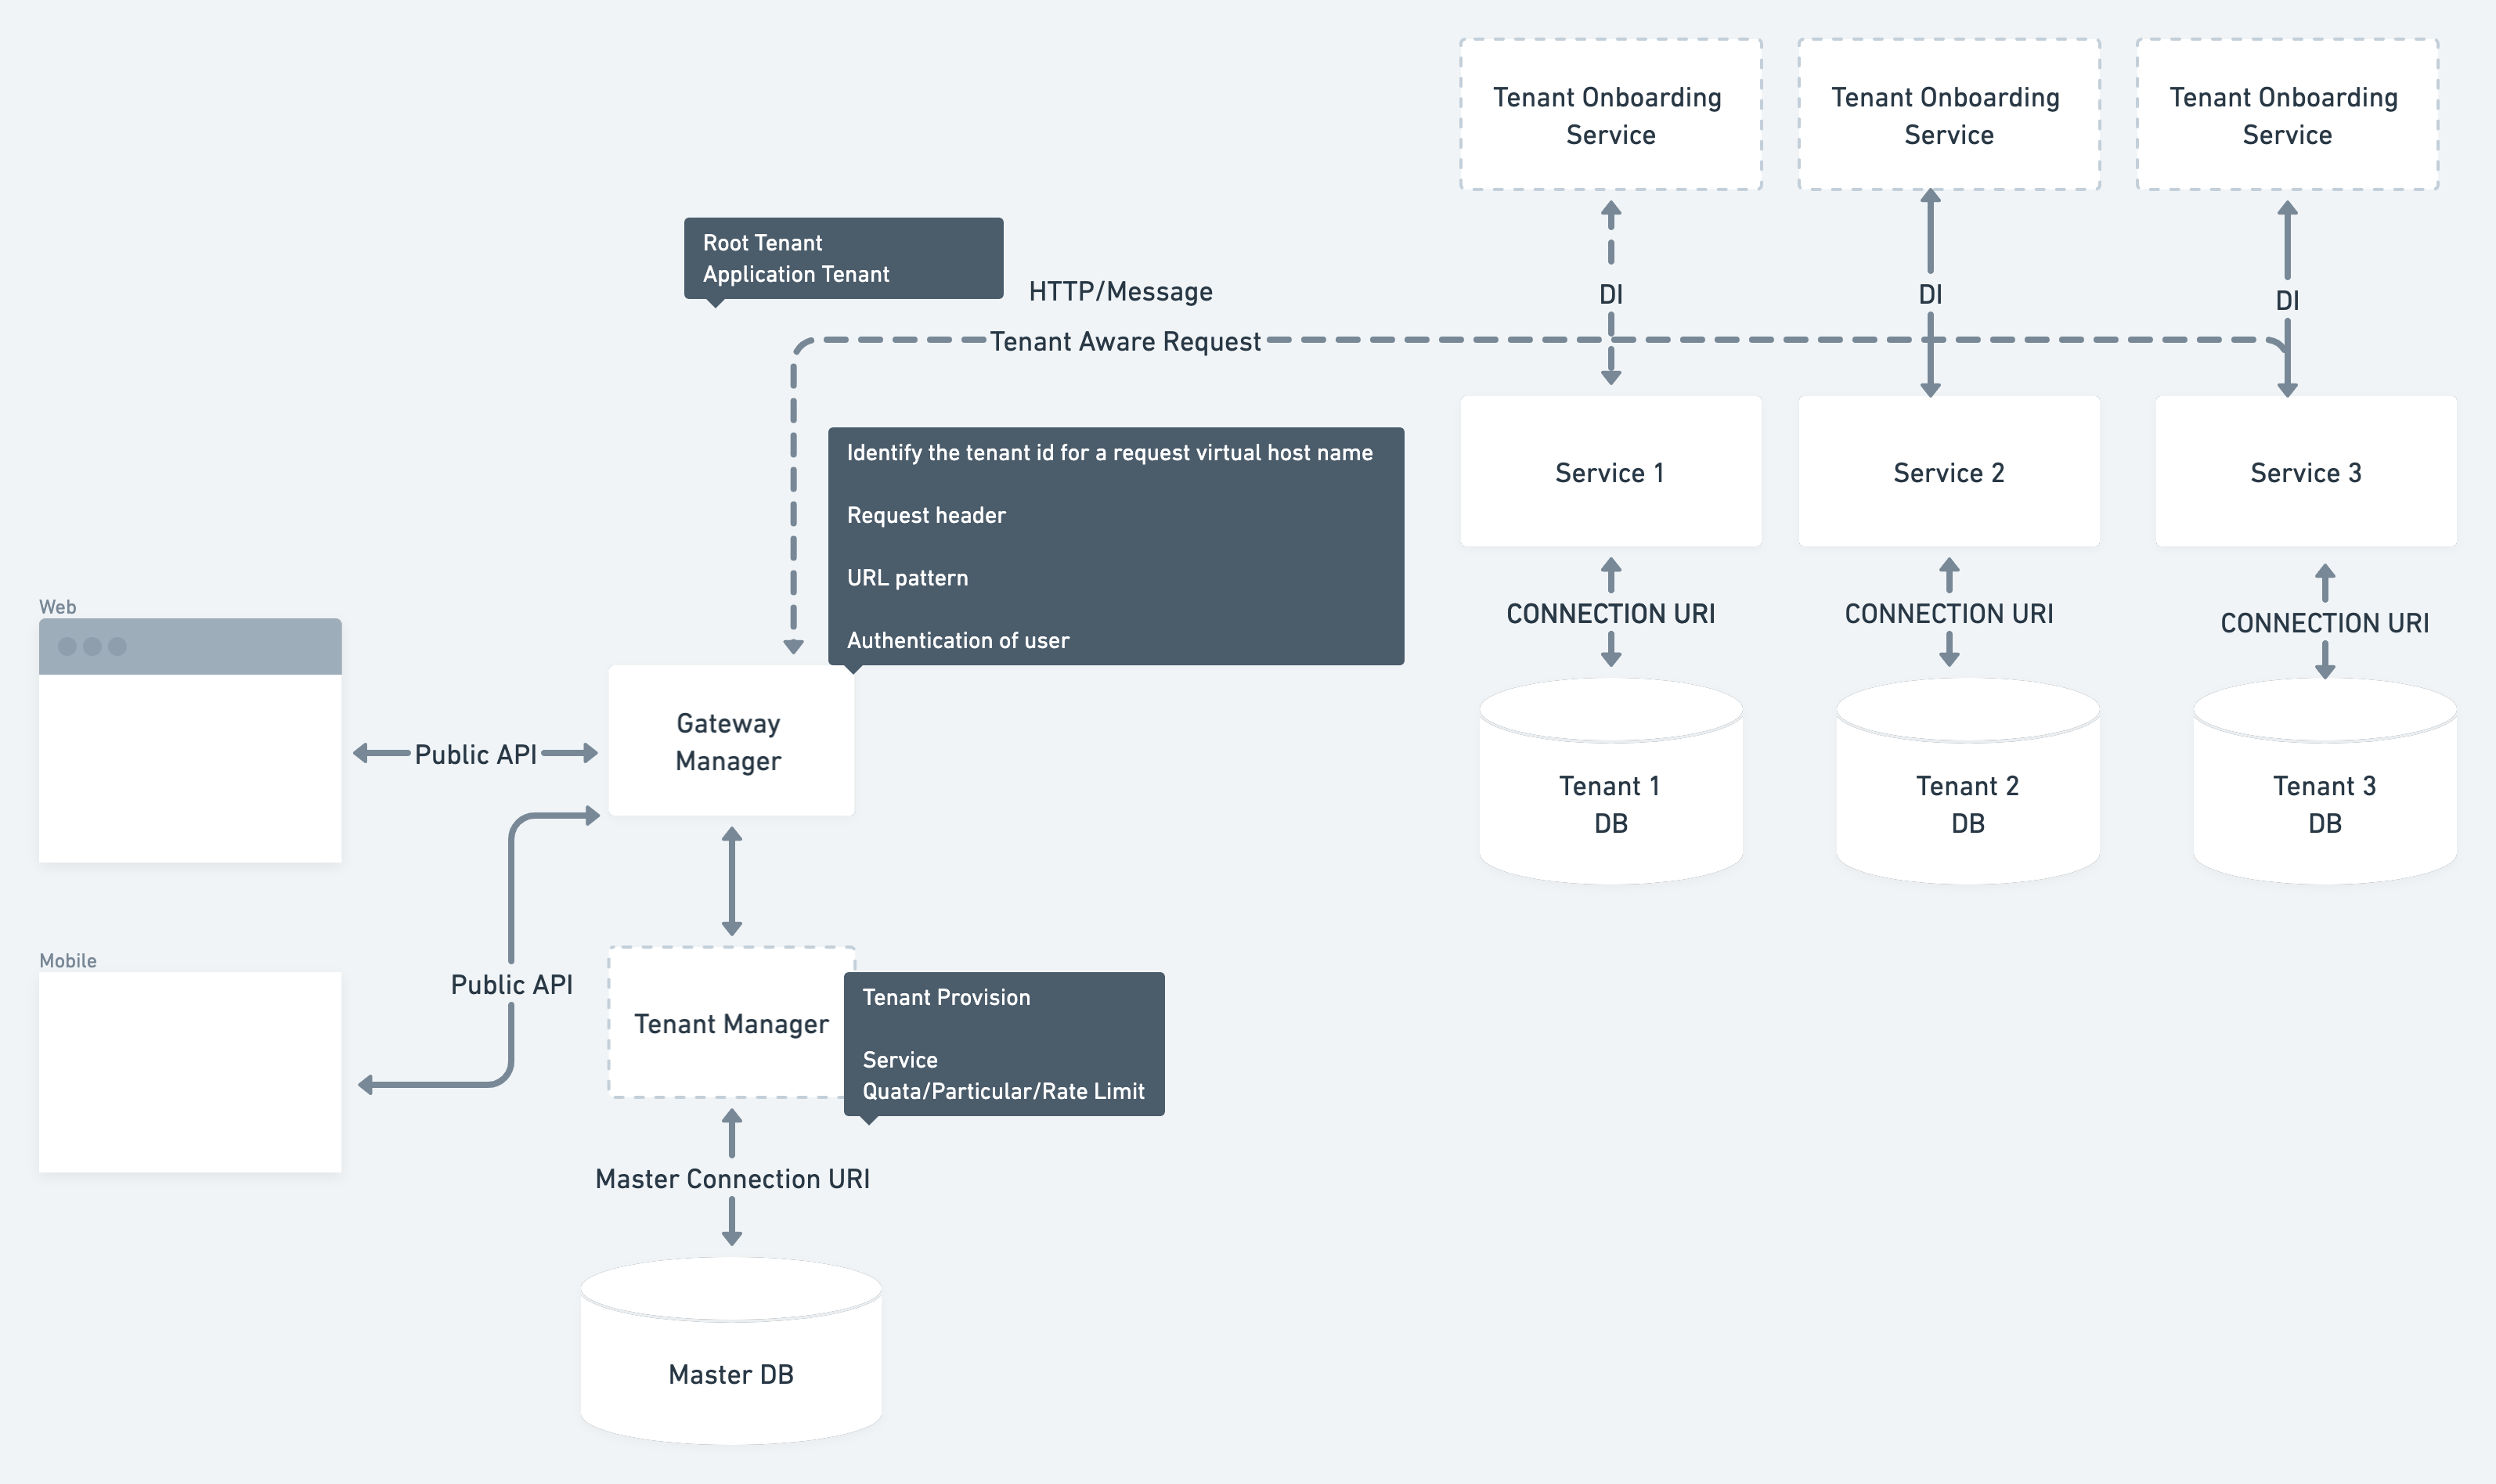 Tenant Onboarding
Service
Tenant Onboarding
Service
Tenant Onboarding
Service
Root Tenant
Application Tenant
HTTP/Message
DI
DI
DI
Tenant Aware Request
Identify the tenant id for a request virtual host name
Request header
URL pattern
Authentication of user
Service 1
Service 2
Service 3
CONNECTION URI
CONNECTION URI
CONNECTION URI
Web
Public API
Gateway
Manager
Tenant 1
DB
Tenant 2
DB
Tenant 3
DB
Mobile
Public API
Tenant Manager
Tenant Provision
Service
Quata/Particular/Rate Limit
Master Connection URI
Master DB